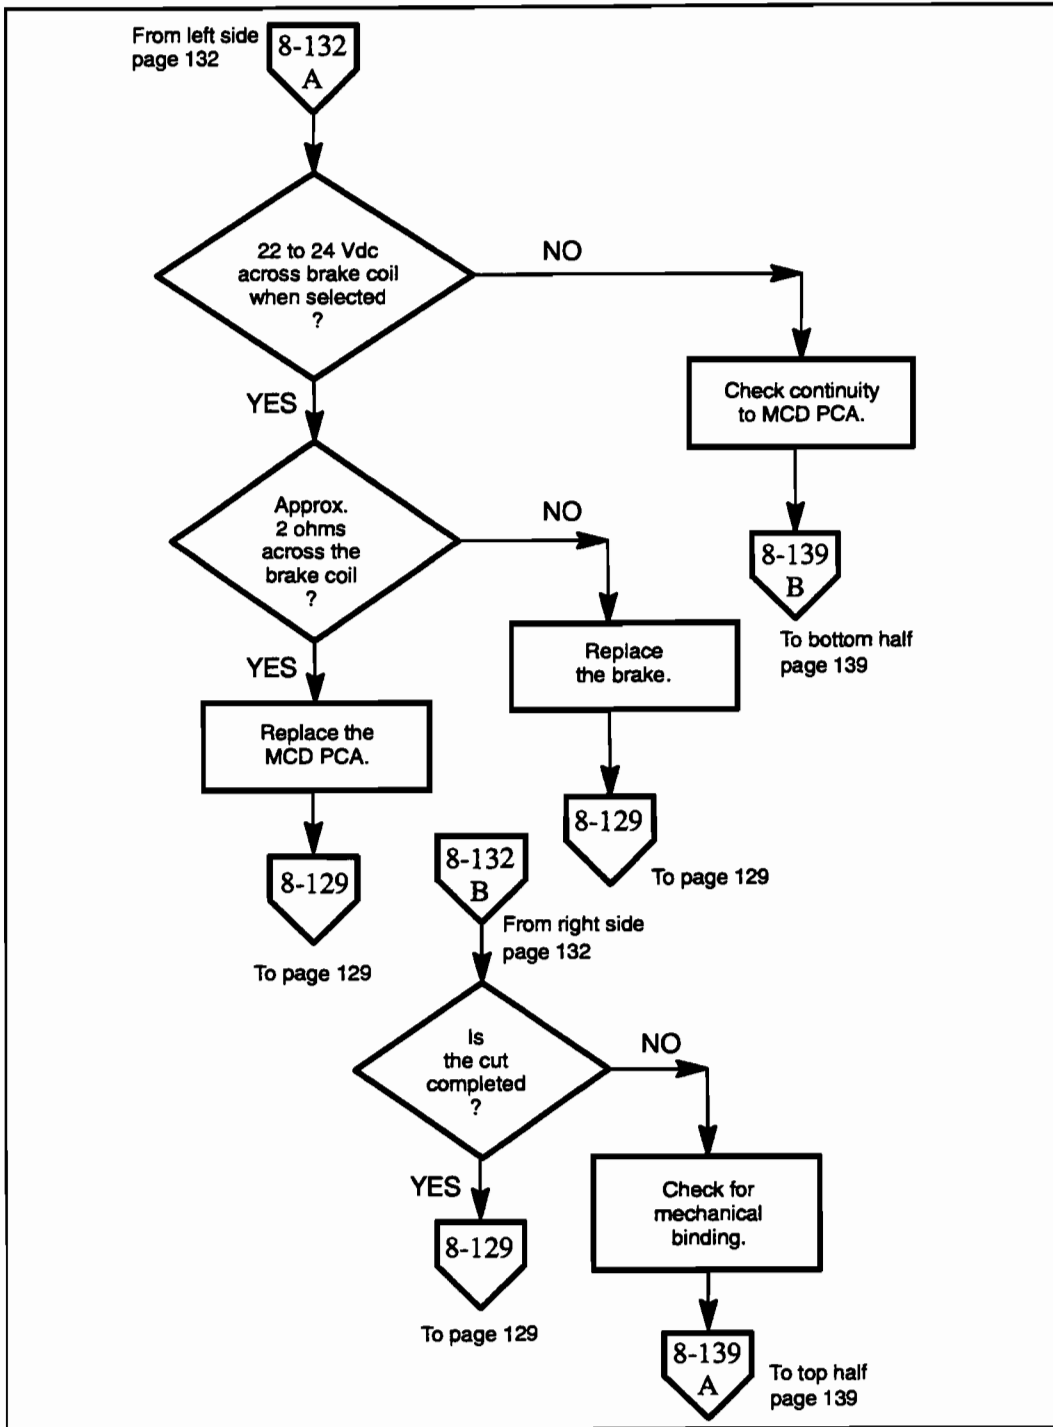 From left side
page 132
8-132
A
22 to 24 Vdc
across brake coil
when selected
?
NO
Check continuity
to MCD PCA.
8-139
B
To bottom half
page 139
YES
Approx.
2 ohms
across the
brake coil
?
NO
Replace
the brake.
8-129
To page 129
YES
Replace the
MCD PCA.
8-129
To page 129
8-132
B
From right side
page 132
Is
the cut
completed
?
NO
Check for
mechanical
binding.
8-139
A
To top half
page 139
YES
8-129
To page 129